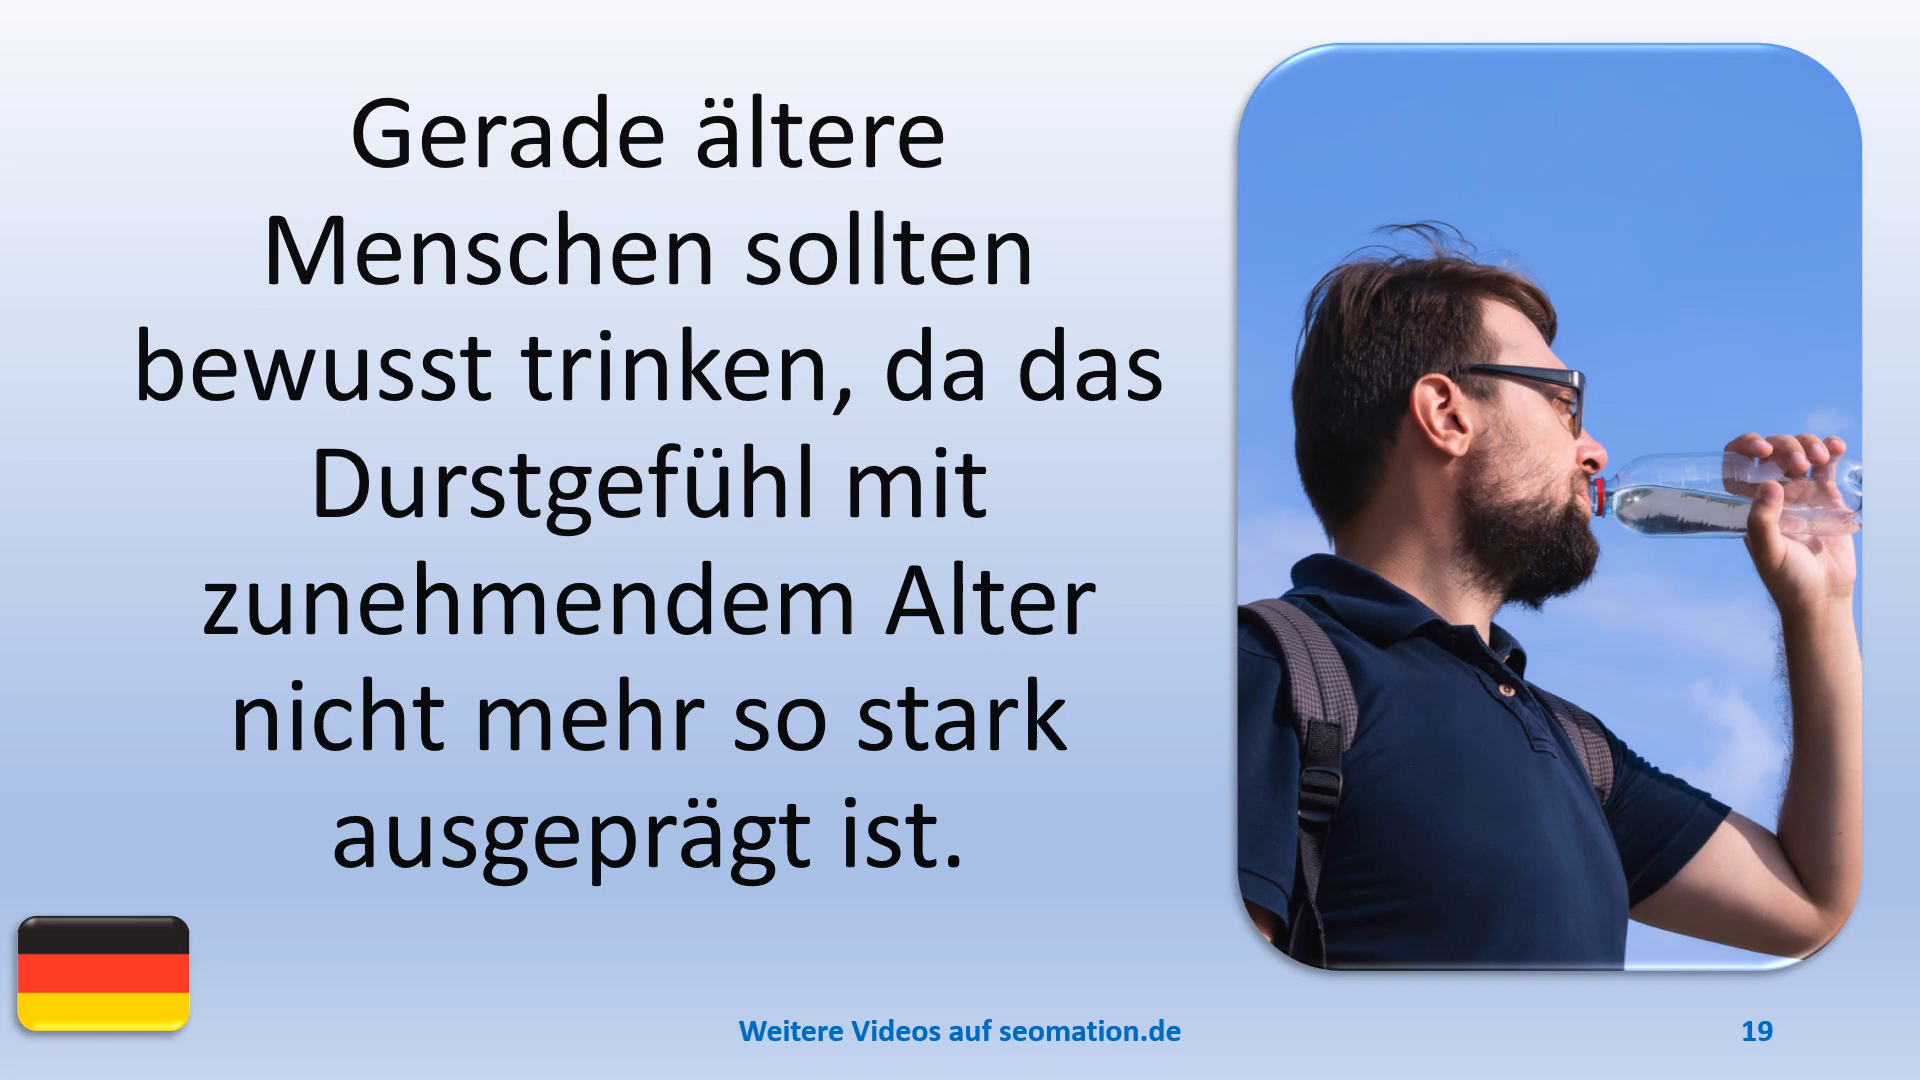 Gerade ältere
Menschen sollten
bewusst trinken, da das
Durstgefühl mit
zunehmendem Alter
nicht mehr so stark
ausgeprägt ist.
Weitere Videos auf seomation.de
19